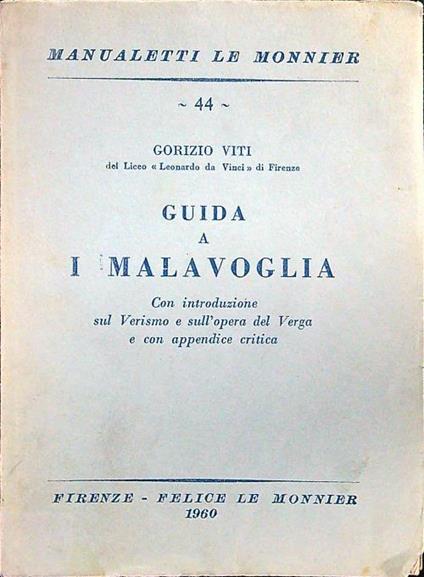 MANUALETTI LE MONNIER
~ 44 ~
GORIZIO VITI
del Liceo «Leonardo da Vinci» di Firenze
GUIDA
A
I MALAVOGLIA
Con introduzione
sul Verismo e sull'opera del Verga
e con appendice critica
FIRENZE - FELICE LE MONNIER
1960